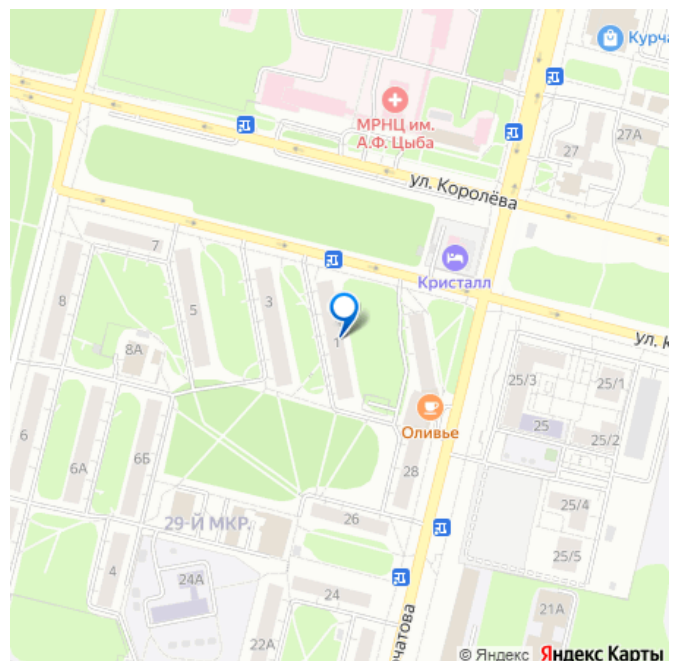 Курча
МРНЦ им.
А.Ф. Цыба
27А
27
ул. Королёва
7
Кристалл
8
5
3
1
ул. К
8А
25/3
25/1
Оливье
25
25/2
6
6А
6Б
28
29-Й МКР.
26
25/4
25/5
4
24А
24
21А
22А
чатова
© Яндекс Яндекс Карты